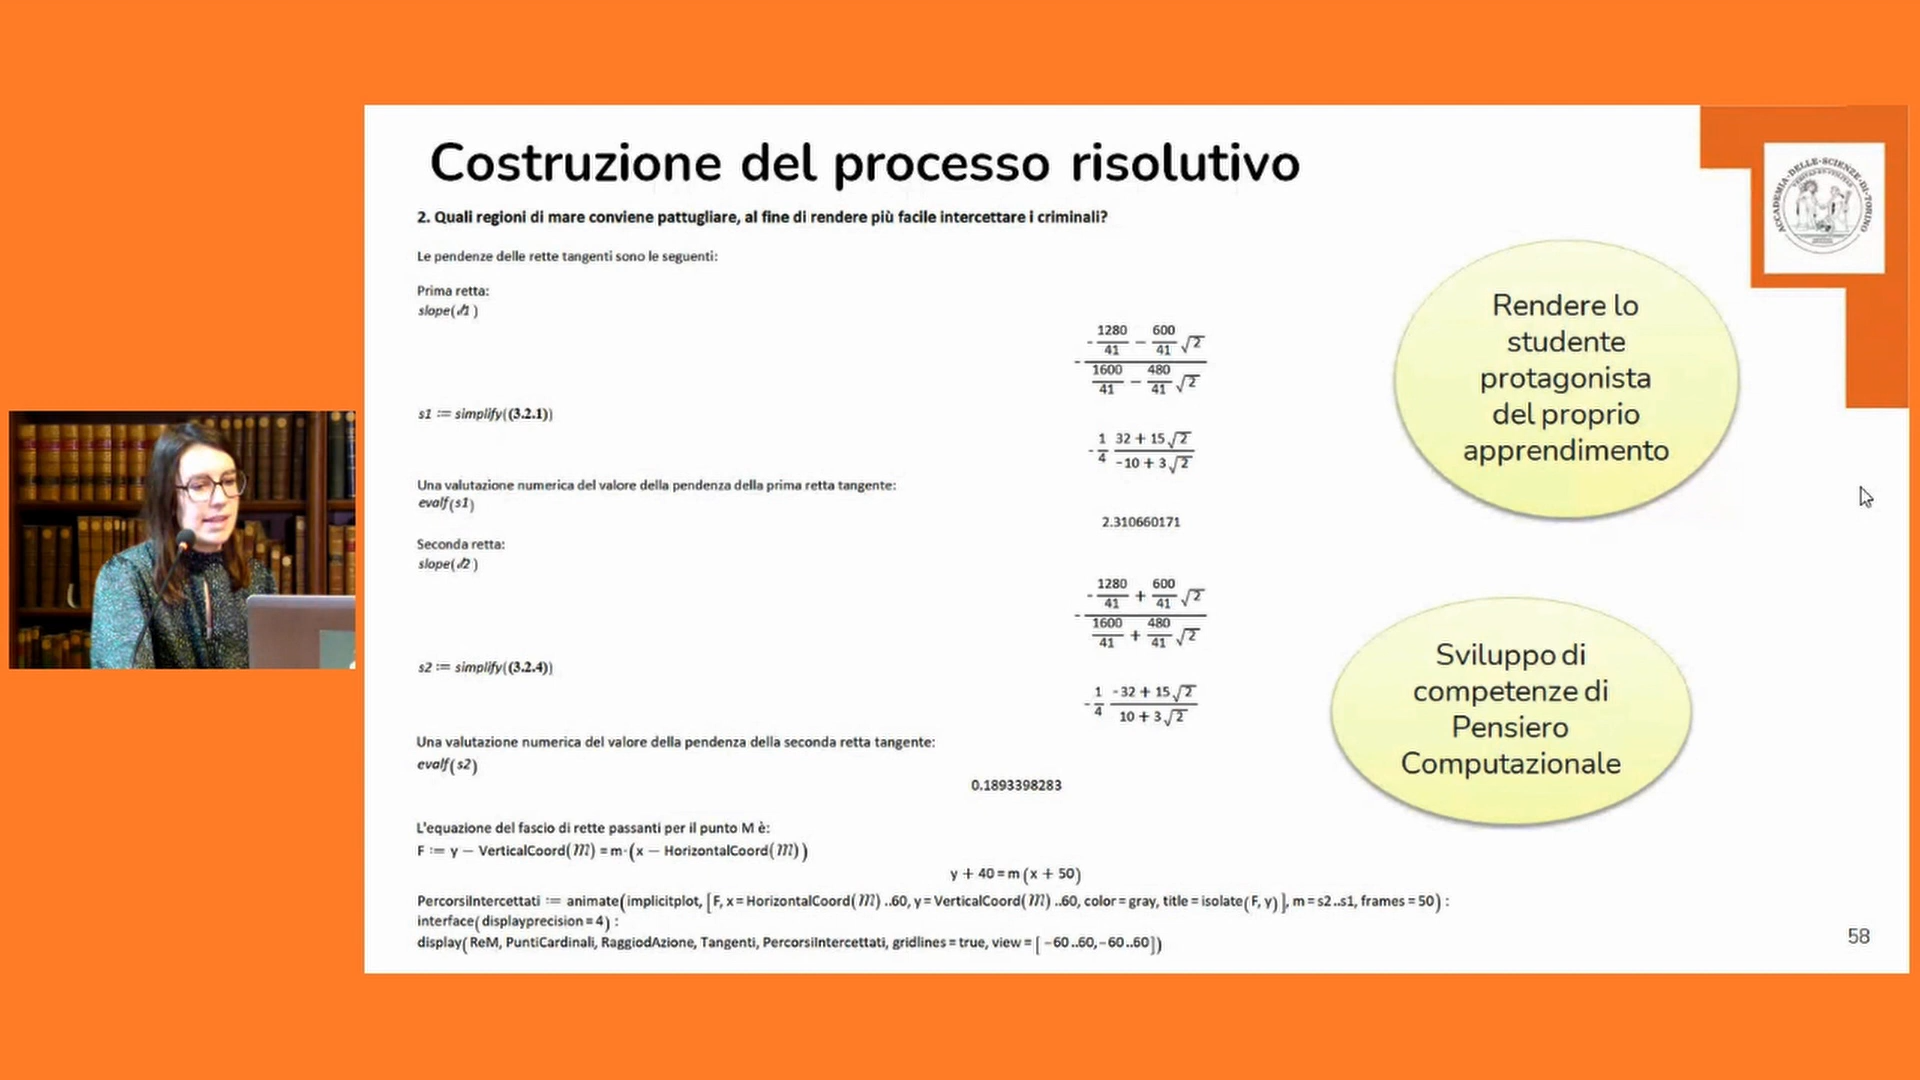 Costruzione del processo risolutivo
ACCADEMIA·DELLE·SCIENZE·DI·TORINO
2. Quali regioni di mare conviene pattugliare, al fine di rendere più facile intercettare i criminali?
Le pendenze delle rette tangenti sono le seguenti:
Prima retta:
slope(r1)
- (- 1280/41 - 600/41 √2) / (1600/41 - 480/41 √2)
s1 := simplify((3.2.1))
- 1/4 (32 + 15√2) / (-10 + 3√2)
Una valutazione numerica del valore della pendenza della prima retta tangente:
evalf(s1)
2.310660171
Seconda retta:
slope(r2)
- (- 1280/41 + 600/41 √2) / (1600/41 + 480/41 √2)
s2 := simplify((3.2.4))
- 1/4 (-32 + 15√2) / (10 + 3√2)
Una valutazione numerica del valore della pendenza della seconda retta tangente:
evalf(s2)
0.1893398283
L'equazione del fascio di rette passanti per il punto M è:
F := y − VerticalCoord(M) = m·(x − HorizontalCoord(M))
y + 40 = m (x + 50)
PercorsiIntercettati := animate(implicitplot, [F, x = HorizontalCoord(M) ..60, y = VerticalCoord(M) ..60, color = gray, title = isolate(F, y)], m = s2..s1, frames = 50) :
interface(displayprecision = 4) :
display(ReM, PuntiCardinali, RaggiodAzione, Tangenti, PercorsiIntercettati, gridlines = true, view = [-60..60, -60..60])
Rendere lo
studente
protagonista
del proprio
apprendimento
Sviluppo di
competenze di
Pensiero
Computazionale
58